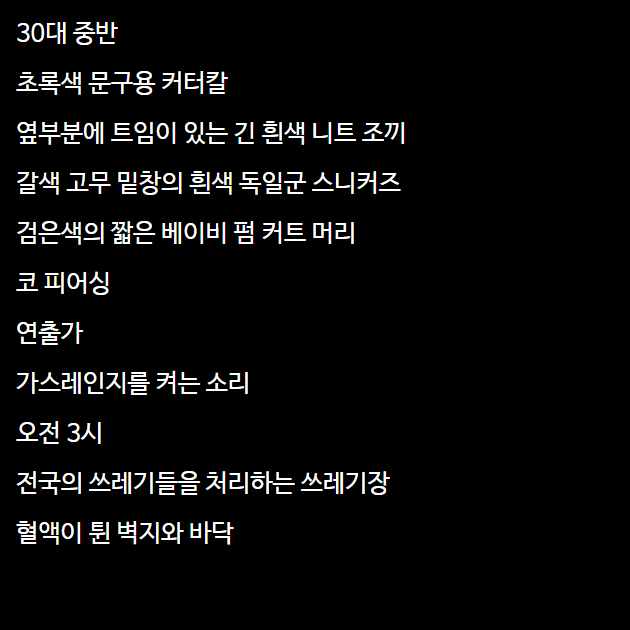 30대 중반
초록색 문구용 커터칼
옆부분에 트임이 있는 긴 흰색 니트 조끼
갈색 고무 밑창의 흰색 독일군 스니커즈
검은색의 짧은 베이비 펌 커트 머리
코 피어싱
연출가
가스레인지를 켜는 소리
오전 3시
전국의 쓰레기들을 처리하는 쓰레기장
혈액이 튄 벽지와 바닥